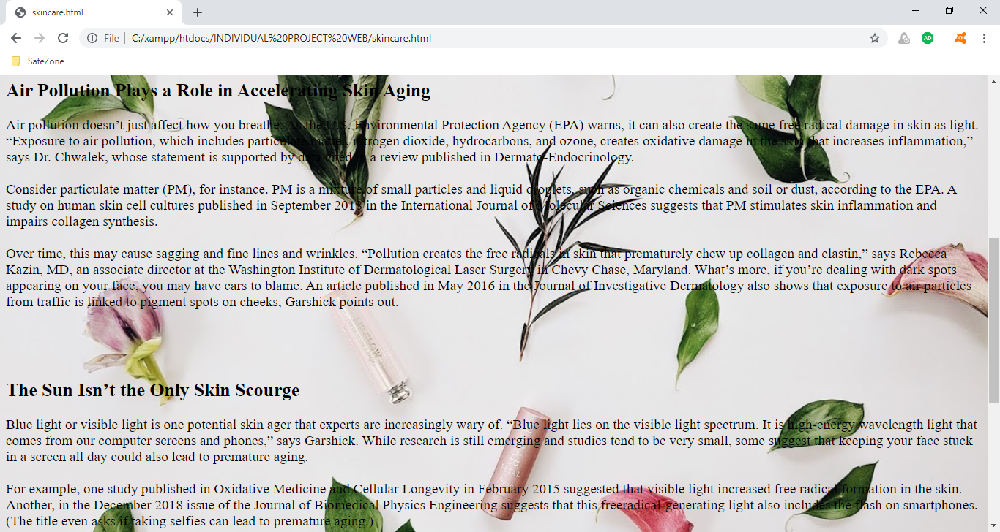 skincare.html
File
C:/xampp/htdocs/INDIVIDUAL%20PROJECT%20WEB/skincare.html
AD
SafeZone
Air Pollution Plays a Role in Accelerating Skin Aging
Air pollution doesn’t just affect how you breathe. As the U.S. Environmental Protection Agency (EPA) warns, it can also create the same free radical damage in skin as light.
“Exposure to air pollution, which includes particulate matter, nitrogen dioxide, hydrocarbons, and ozone, creates oxidative damage in the skin that increases inflammation,”
says Dr. Chwalek, whose statement is supported by data cited in a review published in Dermato-Endocrinology.
Consider particulate matter (PM), for instance. PM is a mixture of small particles and liquid droplets, such as organic chemicals and soil or dust, according to the EPA. A
study on human skin cell cultures published in September 2018 in the International Journal of Molecular Sciences suggests that PM stimulates skin inflammation and
impairs collagen synthesis.
Over time, this may cause sagging and fine lines and wrinkles. “Pollution creates the free radicals in skin that prematurely chew up collagen and elastin,” says Rebecca
Kazin, MD, an associate director at the Washington Institute of Dermatological Laser Surgery in Chevy Chase, Maryland. What’s more, if you’re dealing with dark spots
appearing on your face, you may have cars to blame. An article published in May 2016 in the Journal of Investigative Dermatology also shows that exposure to air particles
from traffic is linked to pigment spots on cheeks, Garshick points out.
The Sun Isn’t the Only Skin Scourge
Blue light or visible light is one potential skin ager that experts are increasingly wary of. “Blue light lies on the visible light spectrum. It is high-energy wavelength light that
comes from our computer screens and phones,” says Garshick. While research is still emerging and studies tend to be very small, some suggest that keeping your face stuck
in a screen all day could also lead to premature aging.
For example, one study published in Oxidative Medicine and Cellular Longevity in February 2015 suggested that visible light increased free radical formation in the skin.
Another, in the December 2018 issue of the Journal of Biomedical Physics Engineering suggests that this freeradical-generating light also includes the flash on smartphones.
(The title even asks if taking selfies can lead to premature aging.)